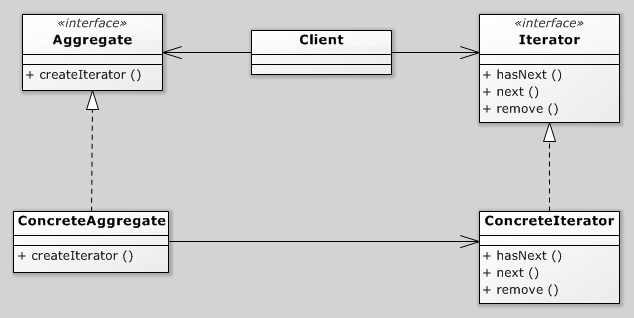 «interface»
Aggregate
+ createIterator ()
Client
«interface»
Iterator
+ hasNext ()
+ next ()
+ remove ()
ConcreteAggregate
+ createIterator ()
ConcreteIterator
+ hasNext ()
+ next ()
+ remove ()